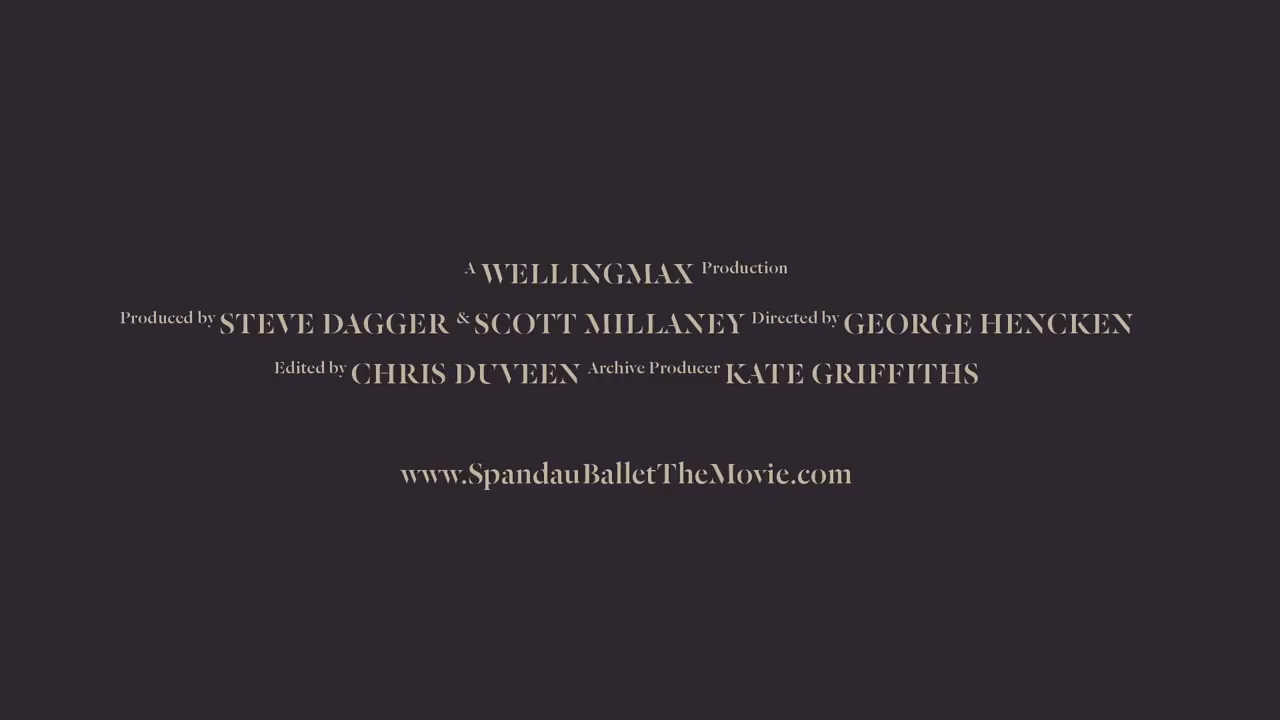 A WELLINGMAX Production
Produced by STEVE DAGGER & SCOTT MILLANEY Directed by GEORGE HENCKEN
Edited by CHRIS DUVEEN Archive Producer KATE GRIFFITHS
www.SpandauBalletTheMovie.com